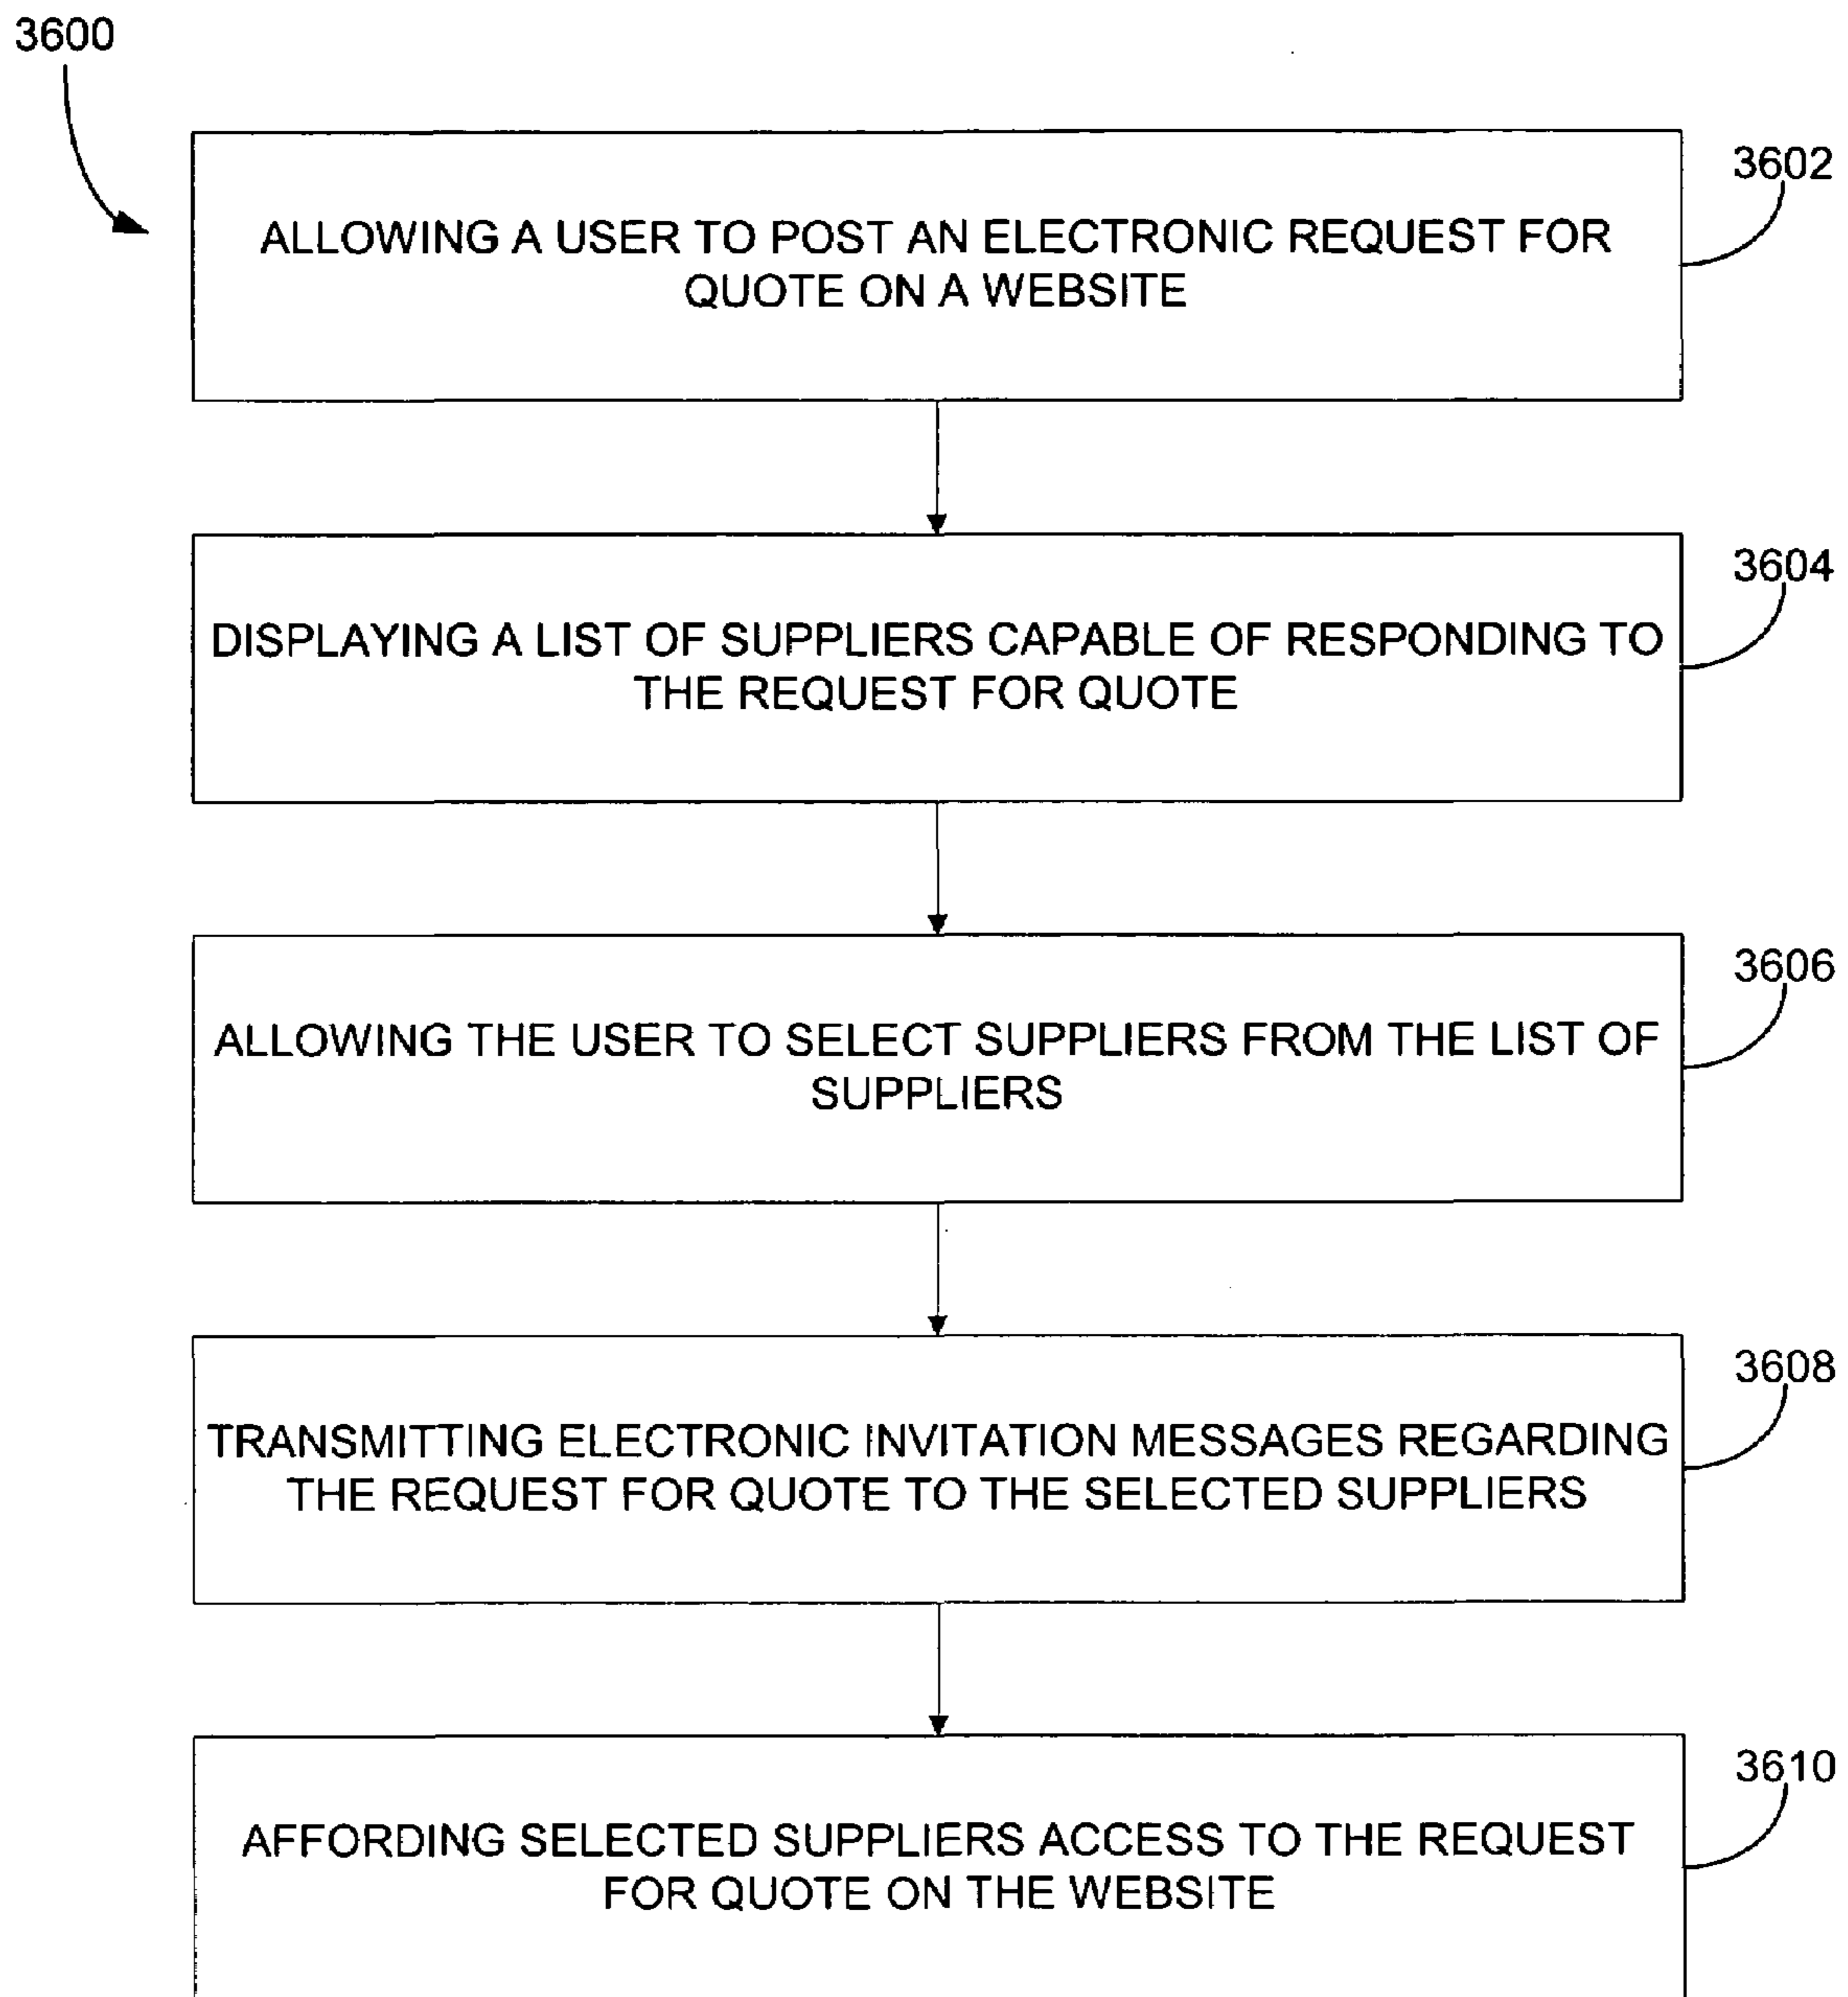 3600
3602
ALLOWING A USER TO POST AN ELECTRONIC REQUEST FOR
QUOTE ON A WEBSITE
3604
DISPLAYING A LIST OF SUPPLIERS CAPABLE OF RESPONDING TO
THE REQUEST FOR QUOTE
3606
ALLOWING THE USER TO SELECT SUPPLIERS FROM THE LIST OF
SUPPLIERS
3608
TRANSMITTING ELECTRONIC INVITATION MESSAGES REGARDING
THE REQUEST FOR QUOTE TO THE SELECTED SUPPLIERS
3610
AFFORDING SELECTED SUPPLIERS ACCESS TO THE REQUEST
FOR QUOTE ON THE WEBSITE